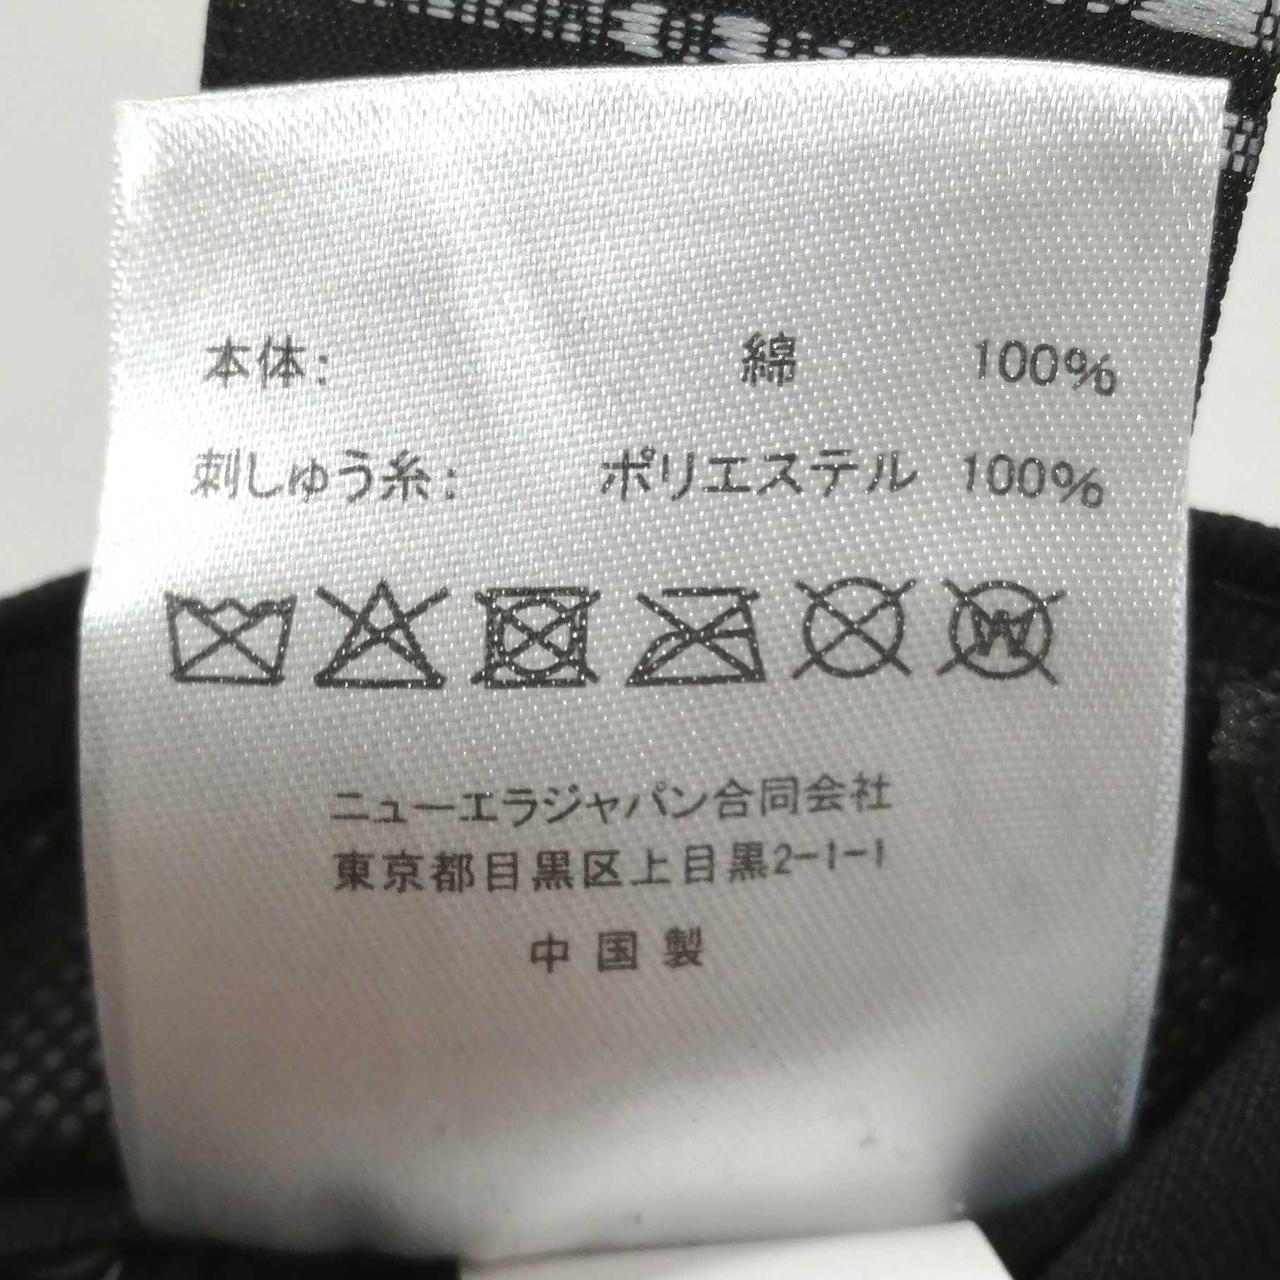 本体: 綿 100%
刺しゅう糸: ポリエステル 100%
ニューエラジャパン合同会社
東京都目黒区上目黒2-1-1
中国製